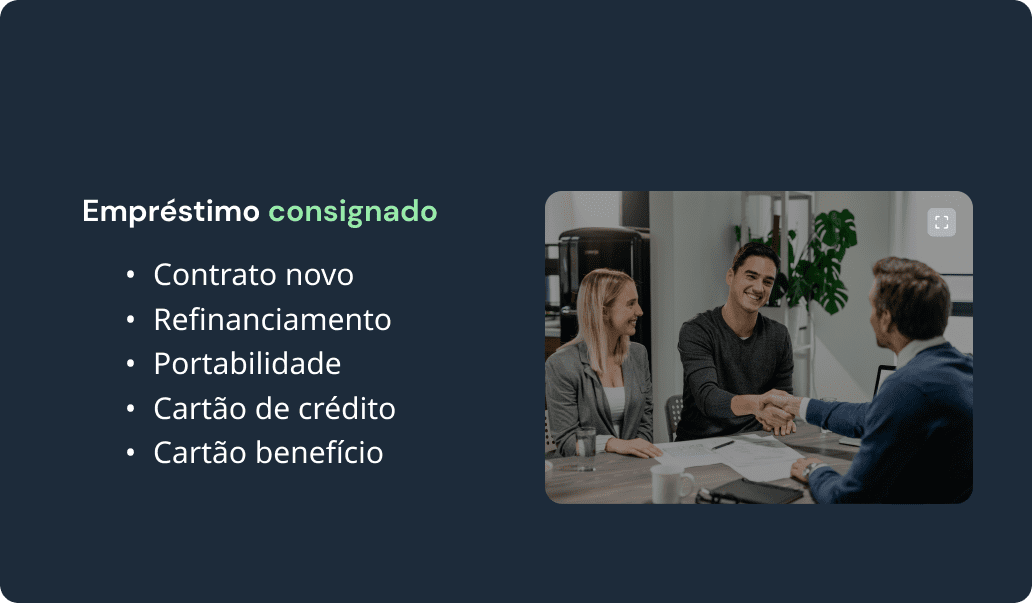 Empréstimo consignado
• Contrato novo
• Refinanciamento
• Portabilidade
• Cartão de crédito
• Cartão benefício